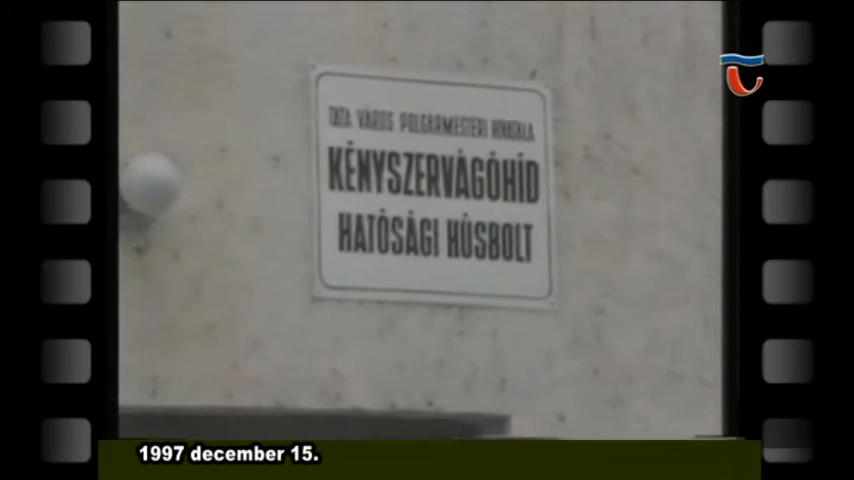 TATA VÁROS POLGÁRMESTERI HIVATALA
KÉNYSZERVÁGÓHÍD
HATÓSÁGI HÚSBOLT
1997 december 15.